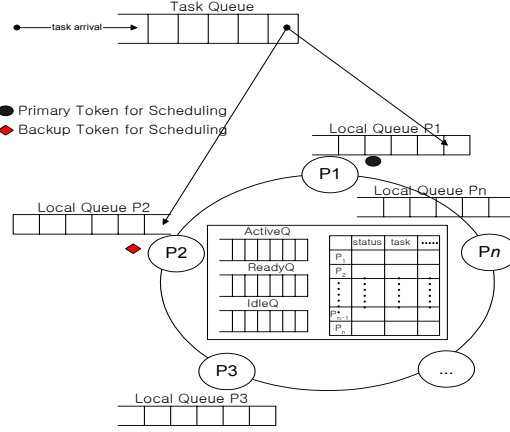 Task Queue
task arrival
Primary Token for Scheduling
Backup Token for Scheduling
Local Queue P1
P1
Local Queue Pn
Local Queue P2
P2
ActiveQ
ReadyQ
IdleQ
status task .....
P1
P2
Pn-1
Pn
Pn
P3
...
Local Queue P3